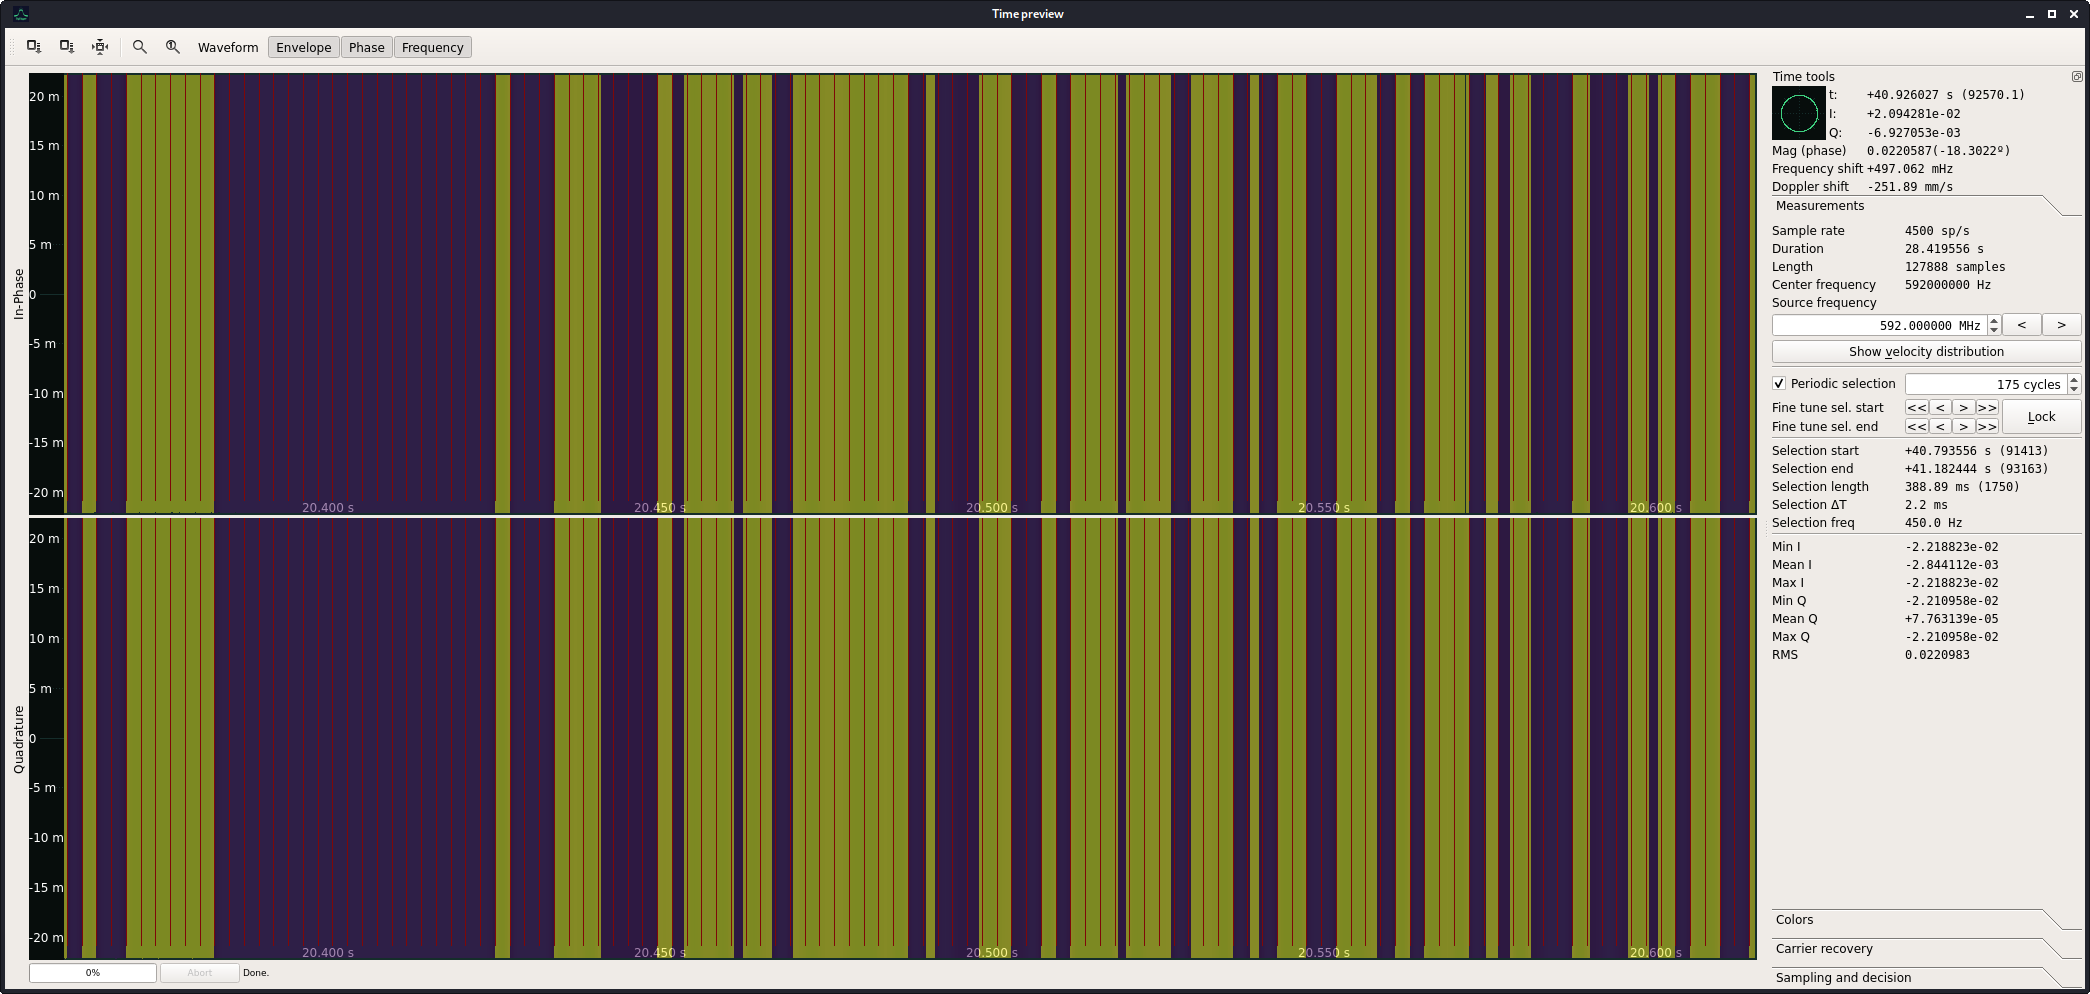 Time preview
Waveform Envelope Phase Frequency
20 m
15 m
10 m
5 m
0
-5 m
-10 m
-15 m
-20 m
In-Phase
20.400 s 20.450 s 20.500 s 20.550 s 20.600 s
20 m
15 m
10 m
5 m
0
-5 m
-10 m
-15 m
-20 m
Quadrature
20.400 s 20.450 s 20.500 s 20.550 s 20.600 s
0% Abort Done.
Time tools
t: +40.926027 s (92570.1)
I: +2.094281e-02
Q: -6.927053e-03
Mag (phase) 0.0220587(-18.3022º)
Frequency shift +497.062 mHz
Doppler shift -251.89 mm/s
Measurements
Sample rate 4500 sp/s
Duration 28.419556 s
Length 127888 samples
Center frequency 592000000 Hz
Source frequency
592.000000 MHz < >
Show velocity distribution
Periodic selection 175 cycles
Fine tune sel. start << < > >>
Lock
Fine tune sel. end << < > >>
Selection start +40.793556 s (91413)
Selection end +41.182444 s (93163)
Selection length 388.89 ms (1750)
Selection ΔT 2.2 ms
Selection freq 450.0 Hz
Min I -2.218823e-02
Mean I -2.844112e-03
Max I -2.218823e-02
Min Q -2.210958e-02
Mean Q +7.763139e-05
Max Q -2.210958e-02
RMS 0.0220983
Colors
Carrier recovery
Sampling and decision